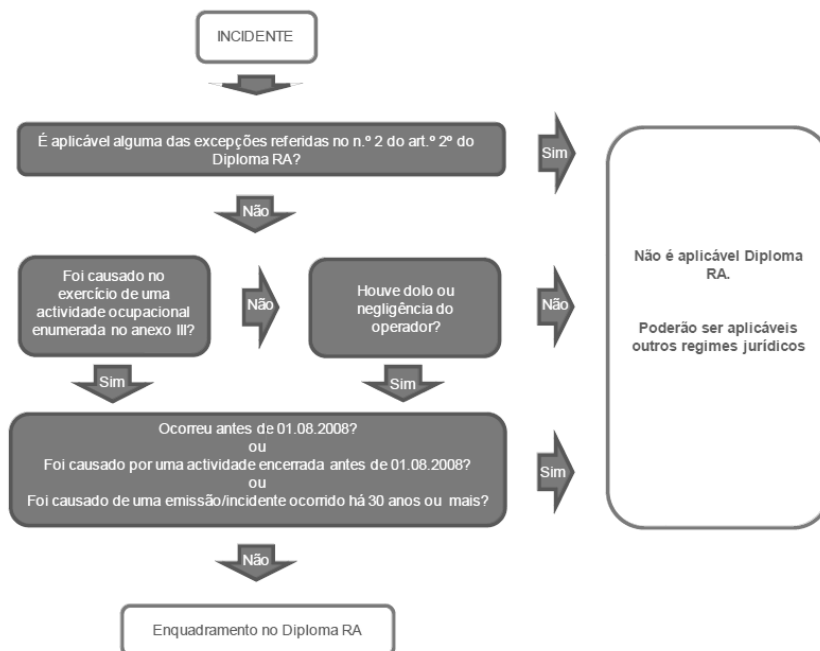 INCIDENTE
É aplicável alguma das excepções referidas no n.º 2 do art.º 2º do
Diploma RA?
Sim
Não
Foi causado no
exercício de uma
actividade ocupacional
enumerada no anexo III?
Não
Houve dolo ou
negligência do
operador?
Não
Não é aplicável Diploma
RA.
Poderão ser aplicáveis
outros regimes jurídicos
Sim
Sim
Ocorreu antes de 01.08.2008?
ou
Foi causado por uma actividade encerrada antes de 01.08.2008?
ou
Foi causado de uma emissão/incidente ocorrido há 30 anos ou mais?
Sim
Não
Enquadramento no Diploma RA